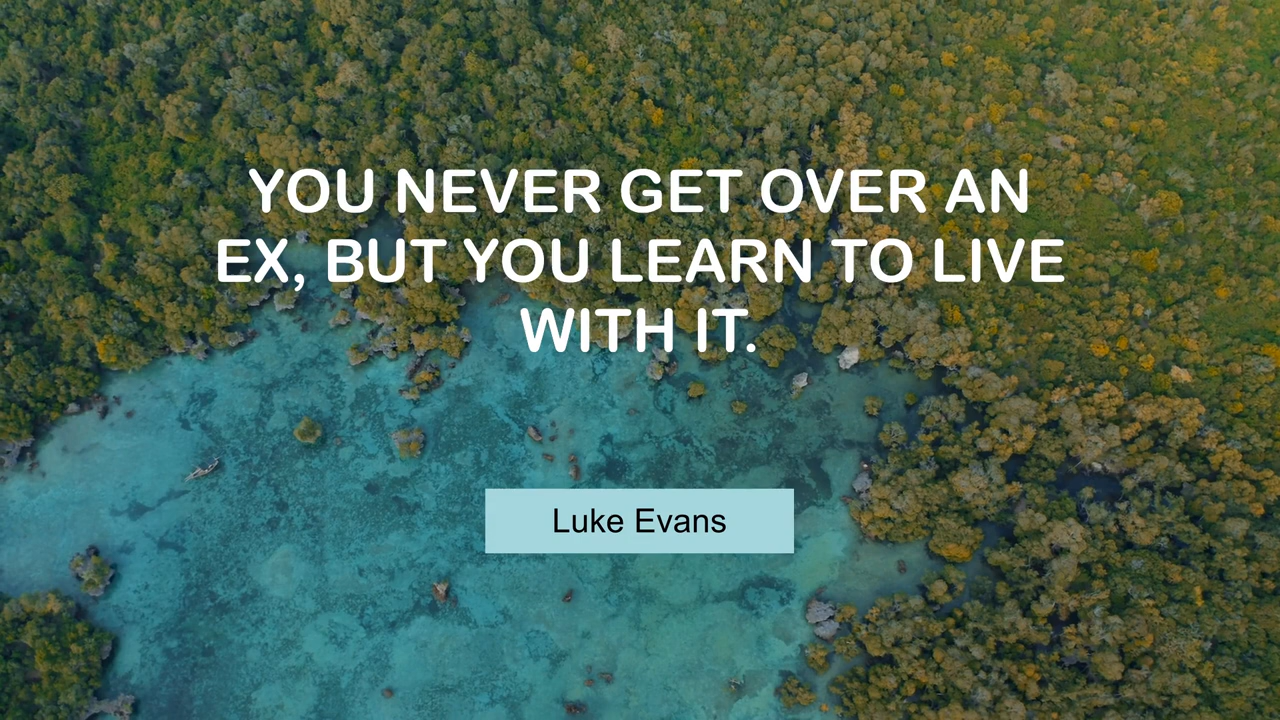 YOU NEVER GET OVER AN
EX, BUT YOU LEARN TO LIVE
WITH IT.
Luke Evans